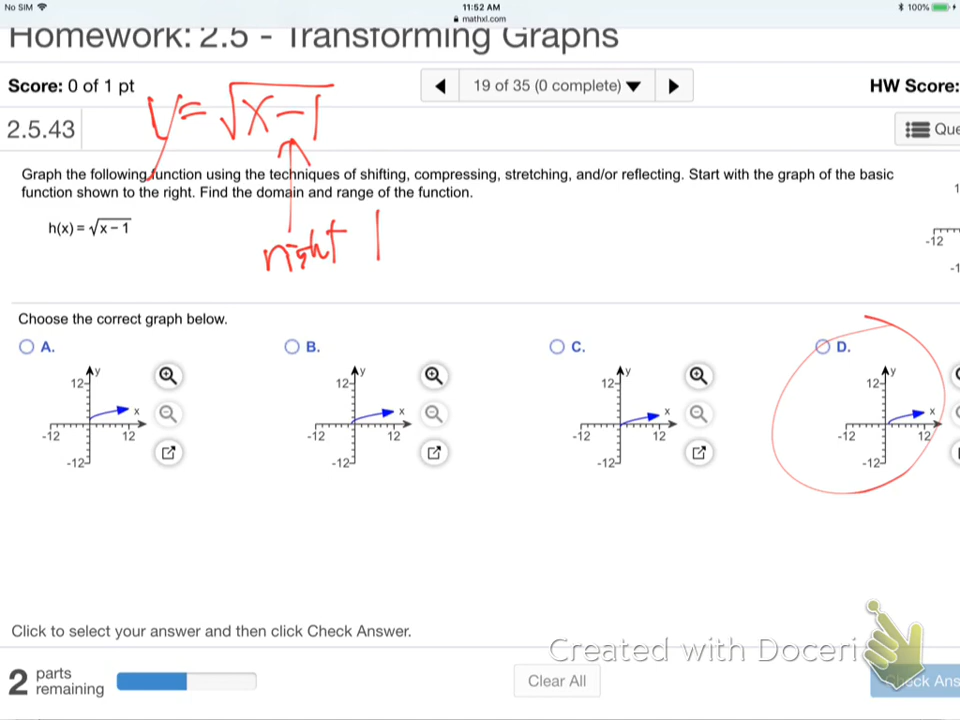 No SIM 11:52 AM 100%
mathxl.com
Homework: 2.5 - Transforming Graphs
Score: 0 of 1 pt 19 of 35 (0 complete) HW Score:
y = √x-1
2.5.43 Que
Graph the following function using the techniques of shifting, compressing, stretching, and/or reflecting. Start with the graph of the basic
function shown to the right. Find the domain and range of the function.
1
h(x) = √x - 1
right 1
-12
-1
Choose the correct graph below.
A. B. C. D.
y y y y
12 12 12 12
x x x x
-12 12 -12 12 -12 12 -12 12
-12 -12 -12 -12
Click to select your answer and then click Check Answer.
Created with Doceri
2 parts remaining Clear All Check Ans